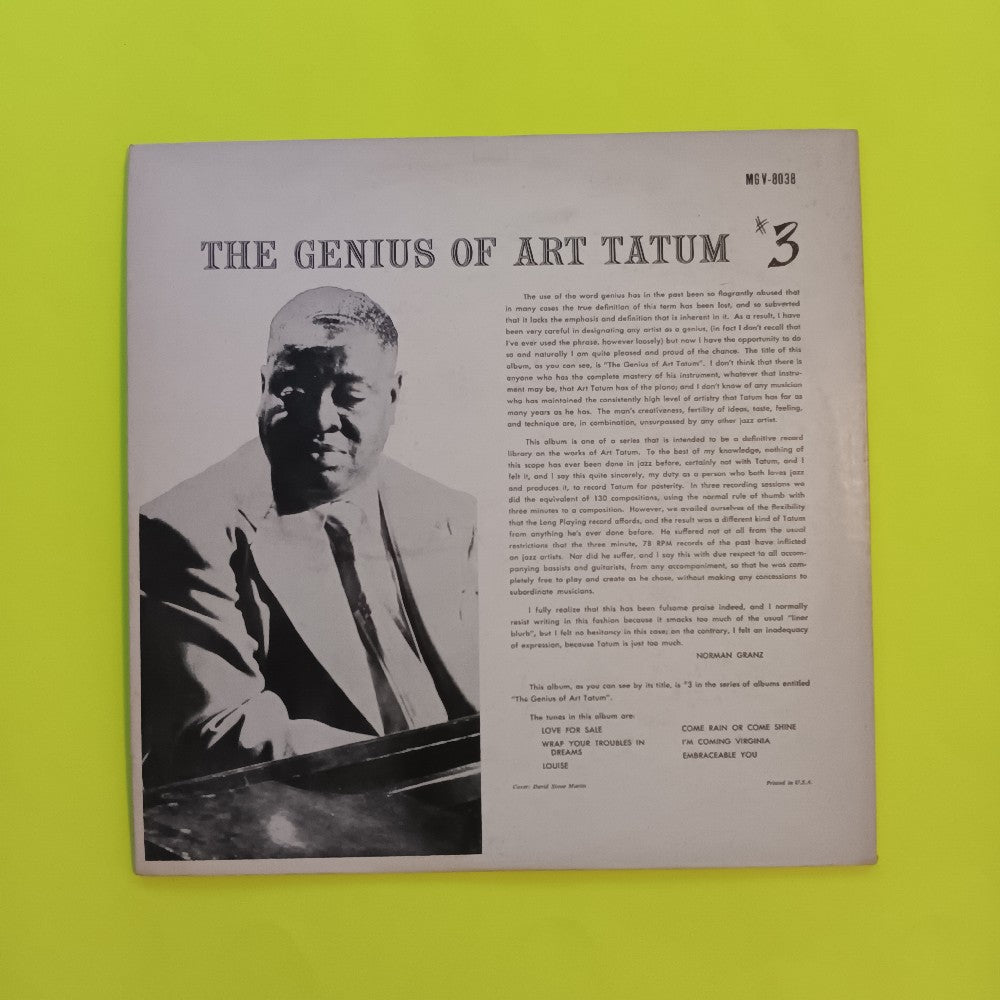 MG V-8038
THE GENIUS OF ART TATUM #3
The use of the word genius has in the past been so flagrantly abused that
in many cases the true definition of this term has been lost, and so subverted
that it lacks the emphasis and definition that is inherent in it. As a result, I have
been very careful in designating any artist as a genius, (in fact I don't recall that
I've ever used the phrase, however loosely) but now I have the opportunity to do
so and naturally I am quite pleased and proud of the chance. The title of this
album, as you can see, is "The Genius of Art Tatum". I don't think that there is
anyone who has the complete mastery of his instrument, whatever that instru-
ment may be, that Art Tatum has of the piano; and I don't know of any musician
who has maintained the consistently high level of artistry that Tatum has for as
many years as he has. The man's creativeness, fertility of ideas, taste, feeling,
and technique are, in combination, unsurpassed by any other jazz artist.
This album is one of a series that is intended to be a definitive record
library on the works of Art Tatum. To the best of my knowledge, nothing of
this scope has ever been done in jazz before, certainly not with Tatum, and I
felt it, and I say this quite sincerely, my duty as a person who both loves jazz
and produces it, to record Tatum for posterity. In three recording sessions we
did the equivalent of 130 compositions, using the normal rule of thumb with
three minutes to a composition. However, we availed ourselves of the flexibility
that the Long Playing record affords, and the result was a different kind of Tatum
from anything he's ever done before. He suffered not at all from the usual
restrictions that the three minute, 78 RPM records of the past have inflicted
on jazz artists. Nor did he suffer, and I say this with due respect to all accom-
panying bassists and guitarists, from any accompaniment, so that he was com-
pletely free to play and create as he chose, without making any concessions to
subordinate musicians.
I fully realize that this has been fulsome praise indeed, and I normally
resist writing in this fashion because it smacks too much of the usual "liner
blurb", but I felt no hesitancy in this case; on the contrary, I felt an inadequacy
of expression, because Tatum is just too much.
NORMAN GRANZ
This album, as you can see by its title, is #3 in the series of albums entitled
"The Genius of Art Tatum".
The tunes in this album are:
LOVE FOR SALE
WRAP YOUR TROUBLES IN
DREAMS
LOUISE
COME RAIN OR COME SHINE
I'M COMING VIRGINIA
EMBRACEABLE YOU
Cover: David Stone Martin
Printed in U.S.A.